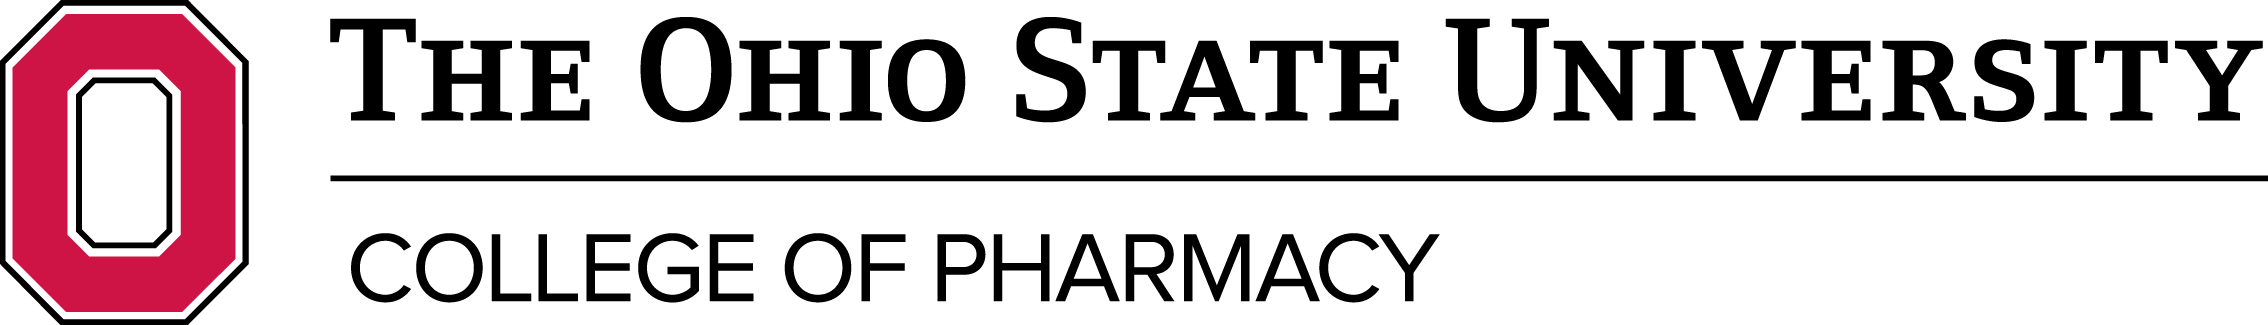 THE OHIO STATE UNIVERSITY
COLLEGE OF PHARMACY